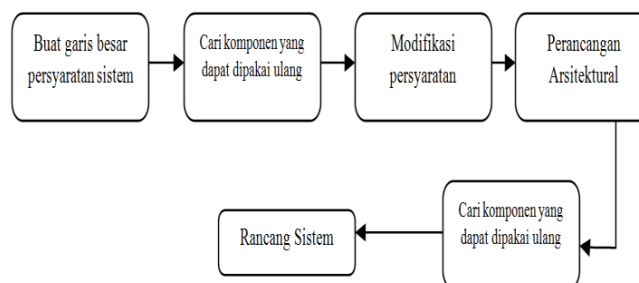 Buat garis besar
persyaratan sistem
Cari komponen yang
dapat dipakai ulang
Modifikasi
persyaratan
Perancangan
Arsitektural
Cari komponen yang
dapat dipakai ulang
Rancang Sistem